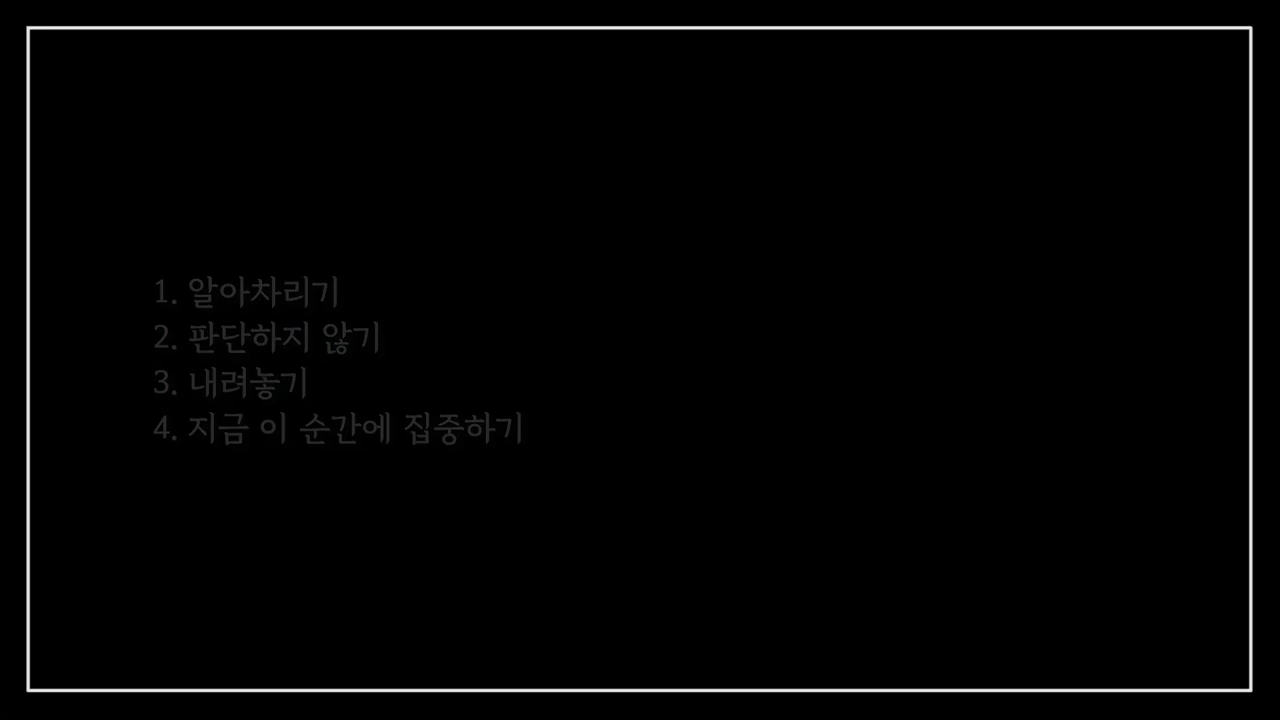 1. 알아차리기
2. 판단하지 않기
3. 내려놓기
4. 지금 이 순간에 집중하기